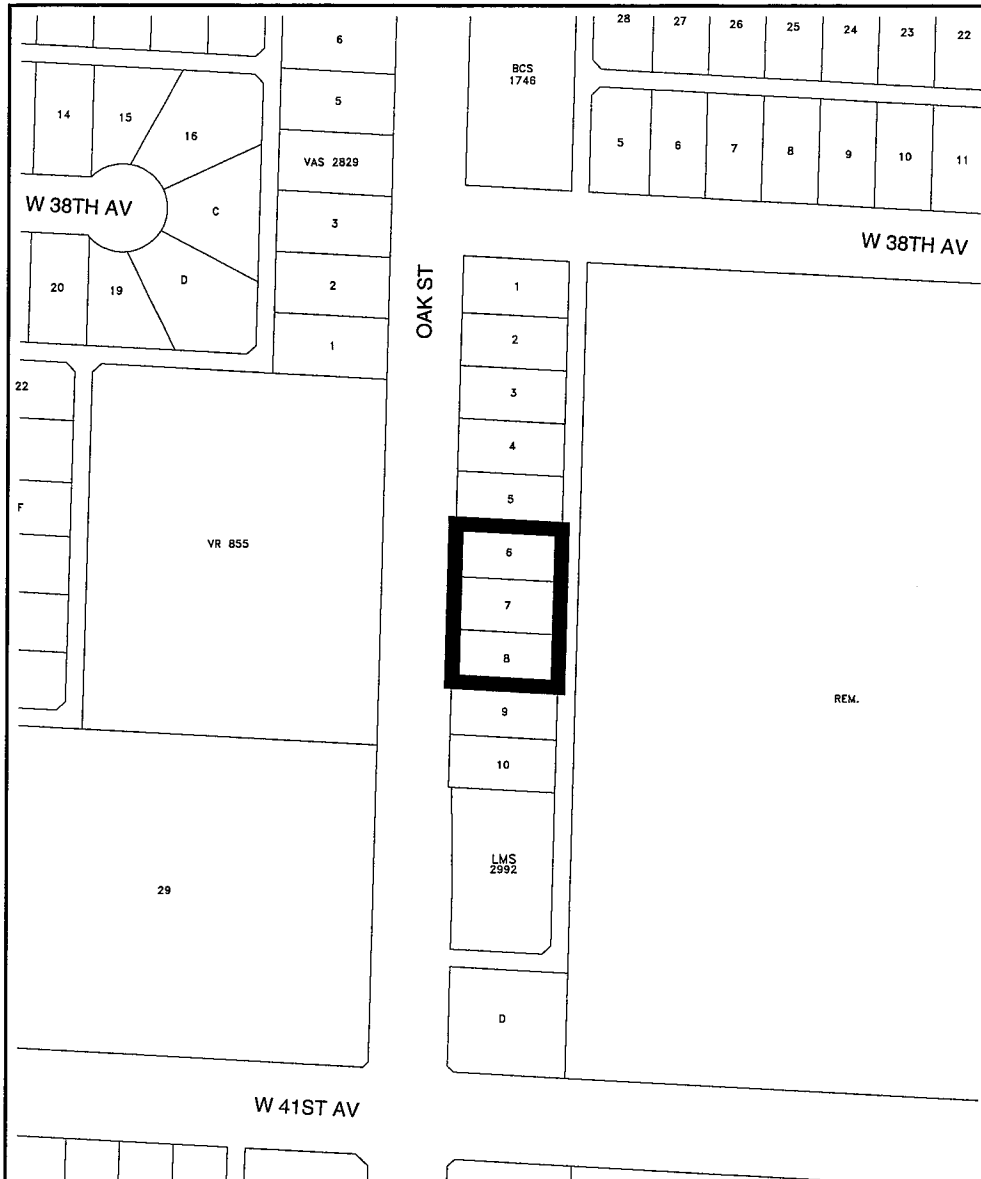 28 27 26 25 24 23 22
6
BCS
1746
5
14 15 16
VAS 2829
5 6 7 8 9 10 11
W 38TH AV
C
3
W 38TH AV
20 19 D
2
1
OAK ST
1
2
3
22
4
5
F
VR 855
6
7
8
9
REM.
10
LMS
2992
29
D
W 41ST AV